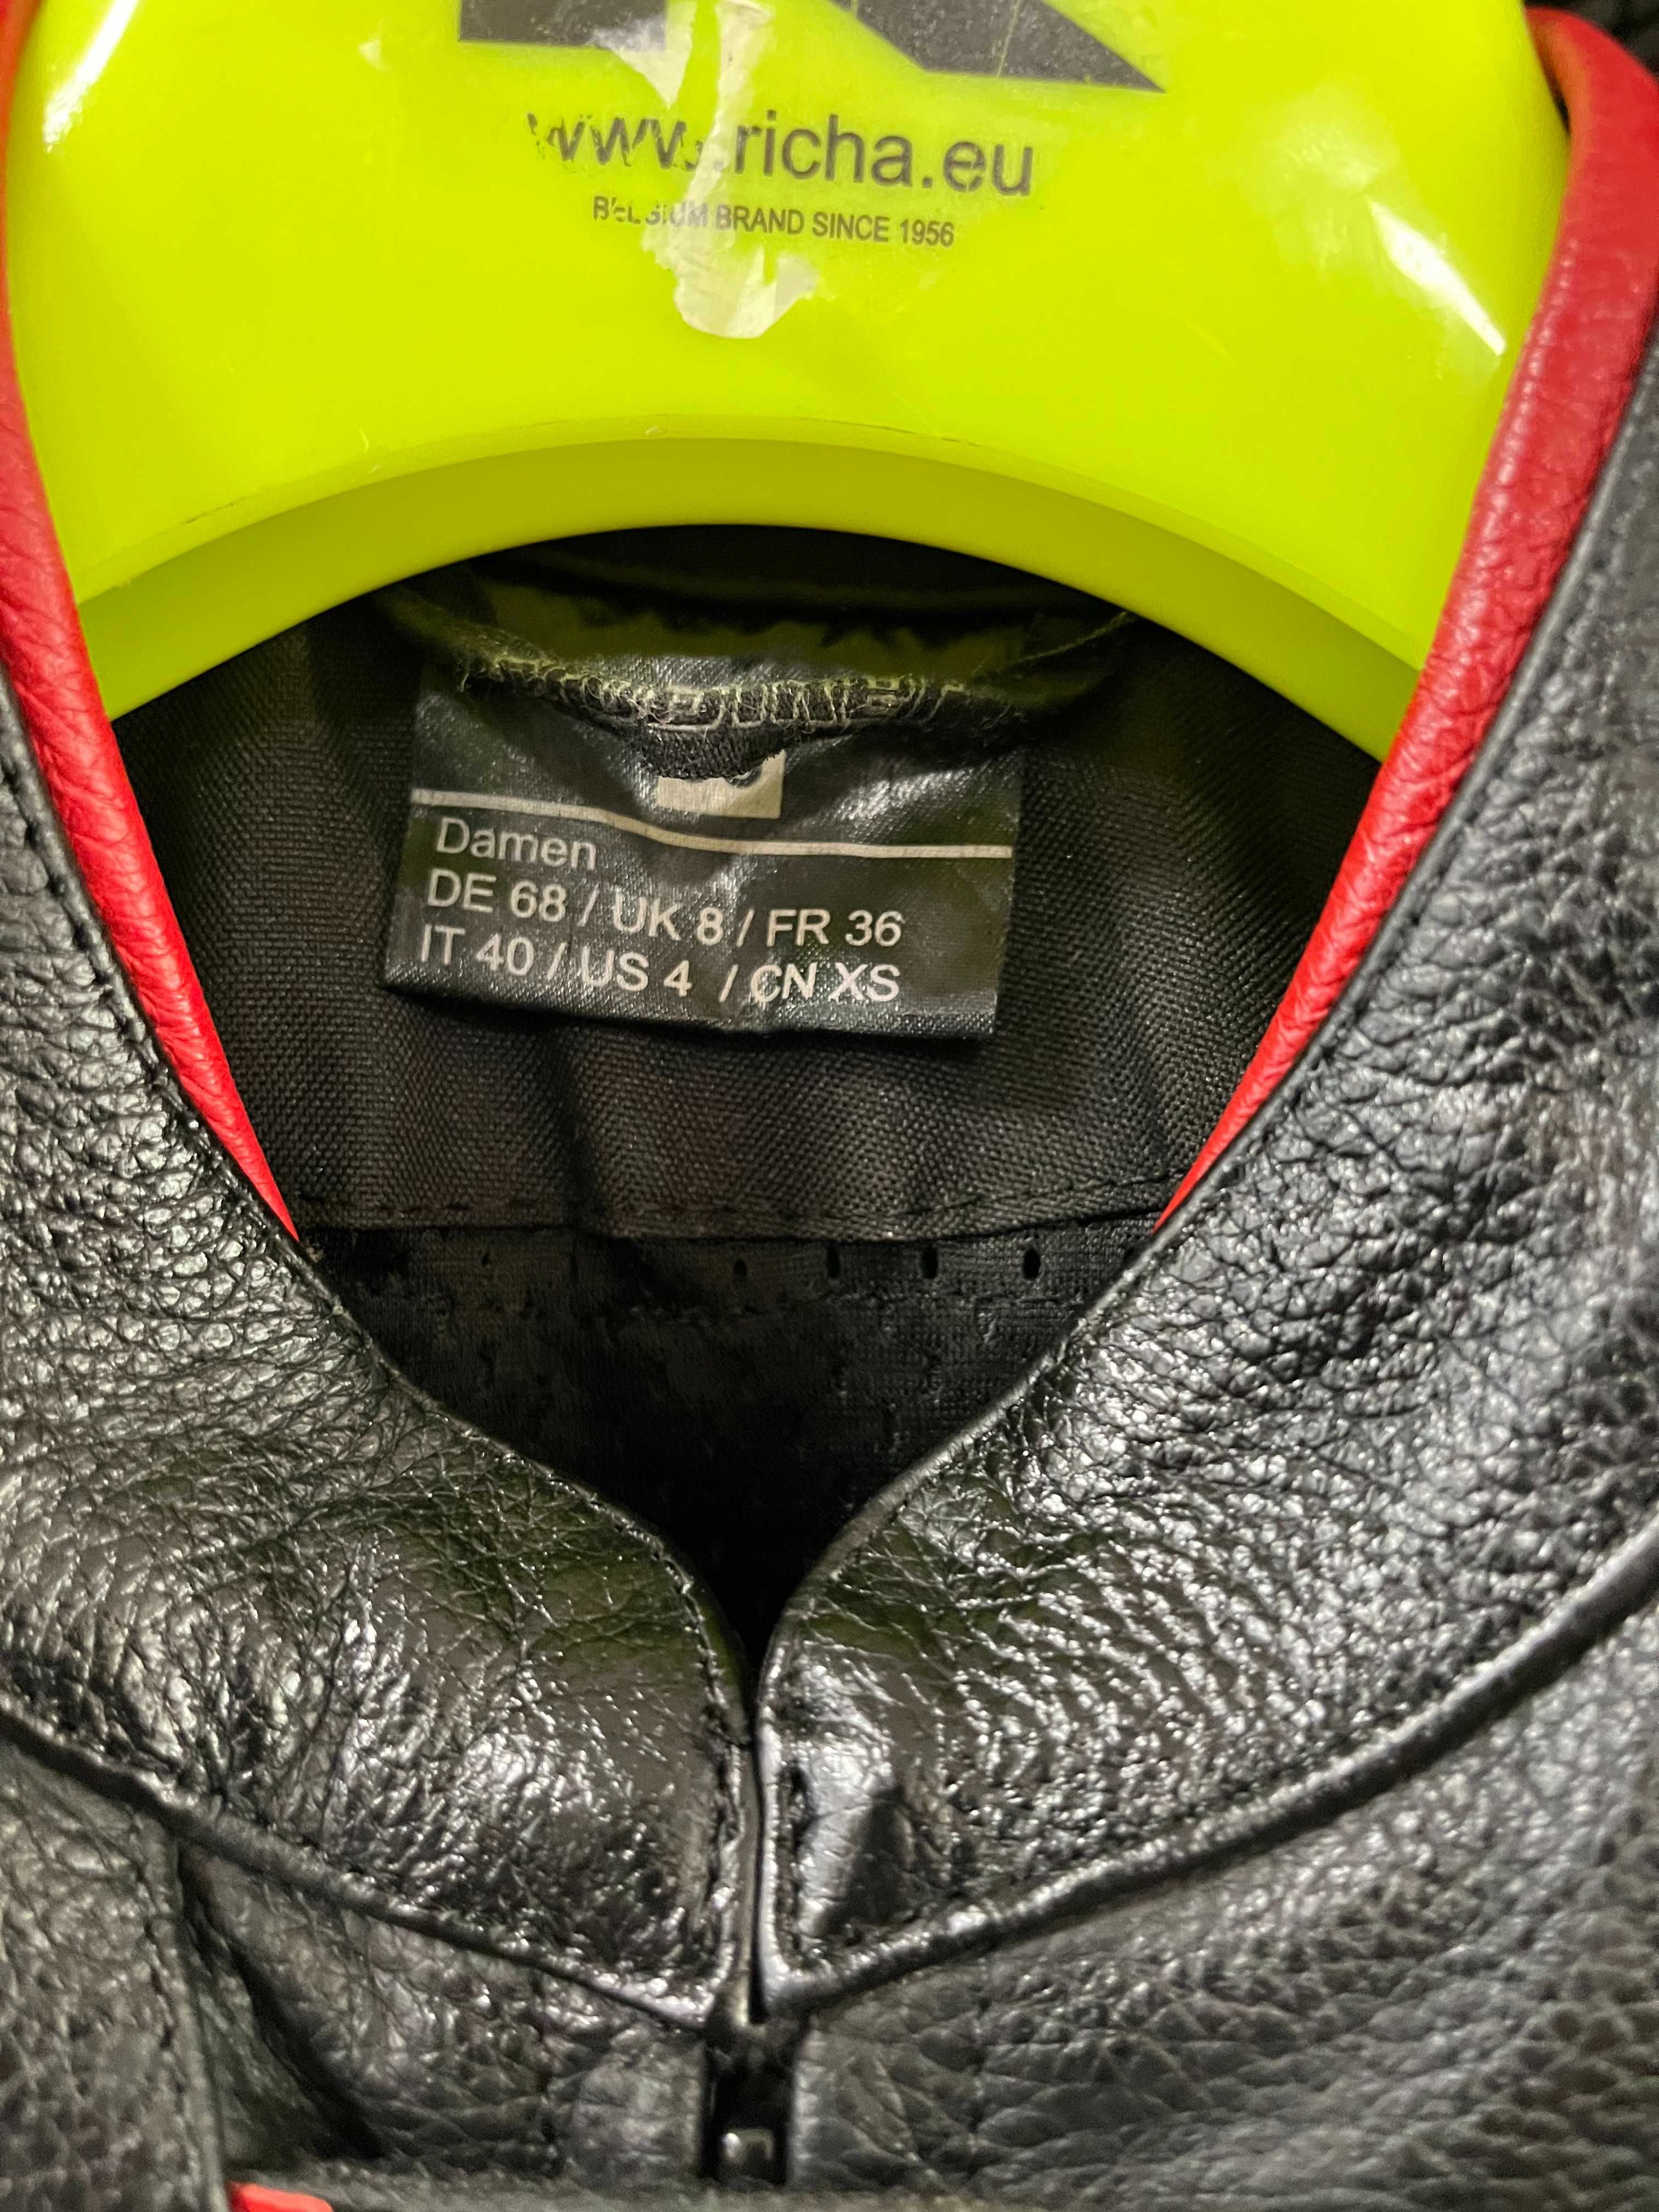 www.richa.eu
BELGIUM BRAND SINCE 1956
Damen
DE 68 / UK 8 / FR 36
IT 40 / US 4 / CN XS